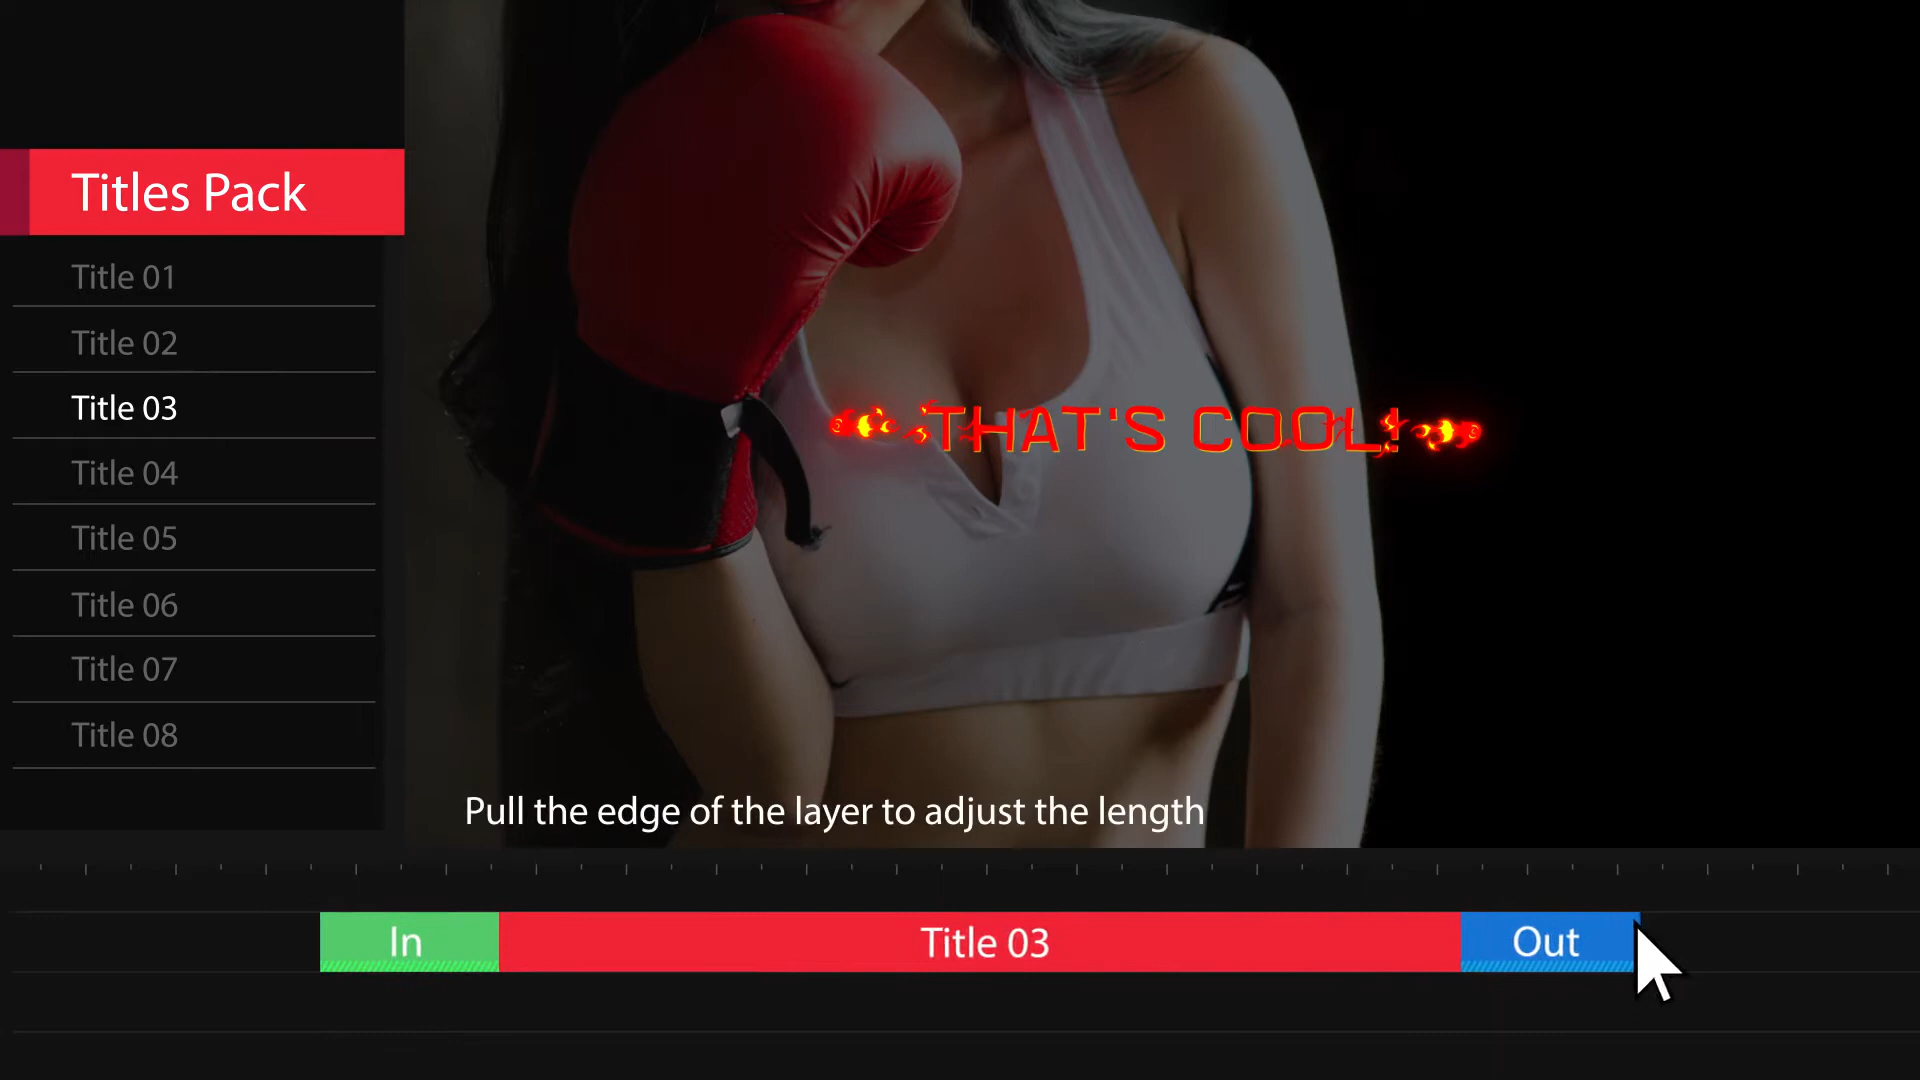 Titles Pack
Title 01
Title 02
Title 03
Title 04
Title 05
Title 06
Title 07
Title 08
THAT'S COOL!
Pull the edge of the layer to adjust the length
In
Title 03
Out